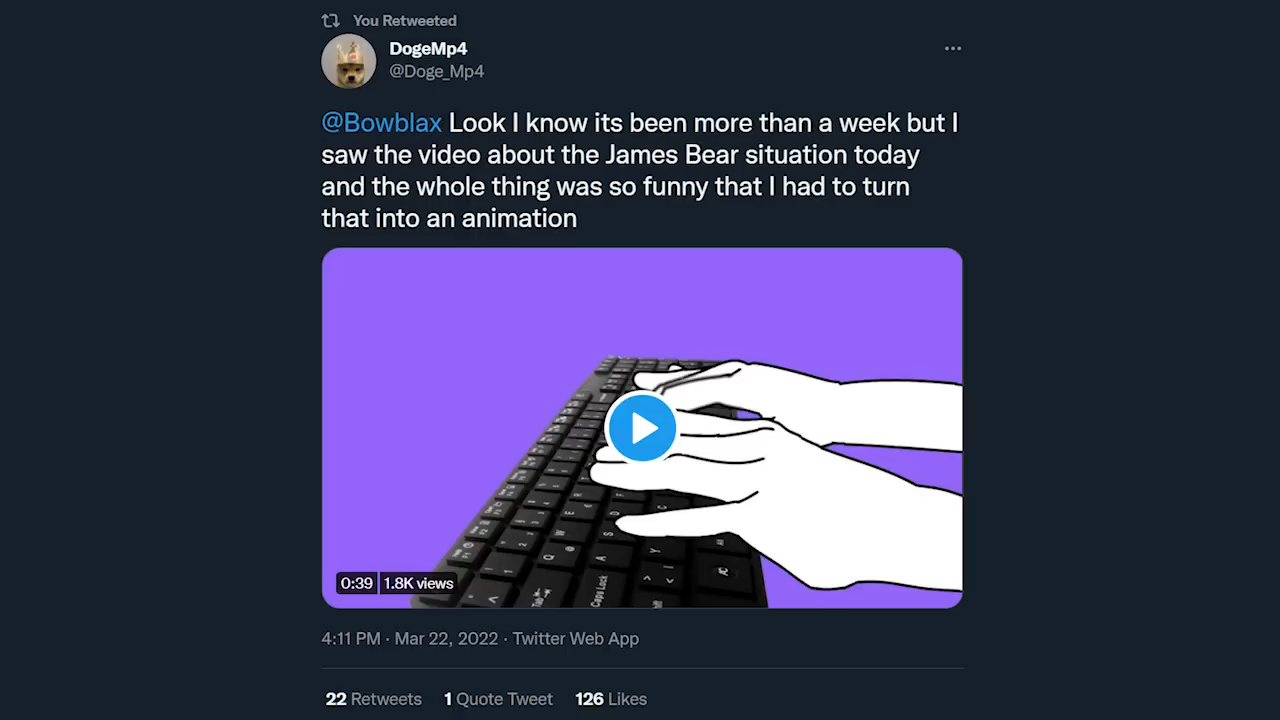 You Retweeted
DogeMp4
@Doge_Mp4
@Bowblax Look I know its been more than a week but I
saw the video about the James Bear situation today
and the whole thing was so funny that I had to turn
that into an animation
Caps Lock
0:39 1.8K views
4:11 PM · Mar 22, 2022 · Twitter Web App
22 Retweets 1 Quote Tweet 126 Likes